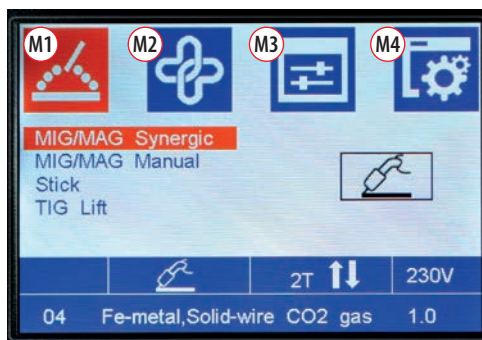 M1 M2 M3 M4
MIG/MAG Synergic
MIG/MAG Manual
Stick
TIG Lift
2T 230V
04 Fe-metal,Solid-wire CO2 gas 1.0